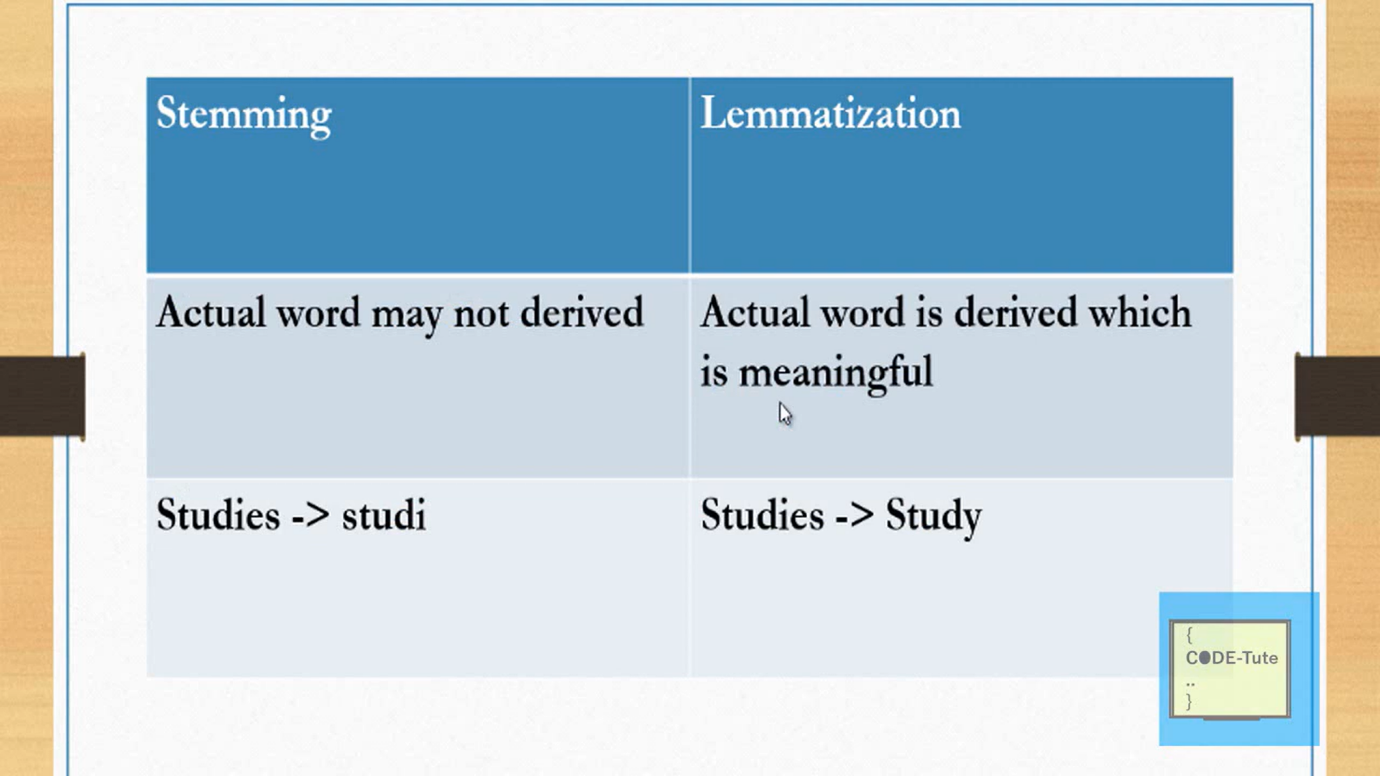 Stemming
Lemmatization
Actual word may not derived
Actual word is derived which
is meaningful
Studies -> studi
Studies -> Study
{
CODE-Tute
..
}